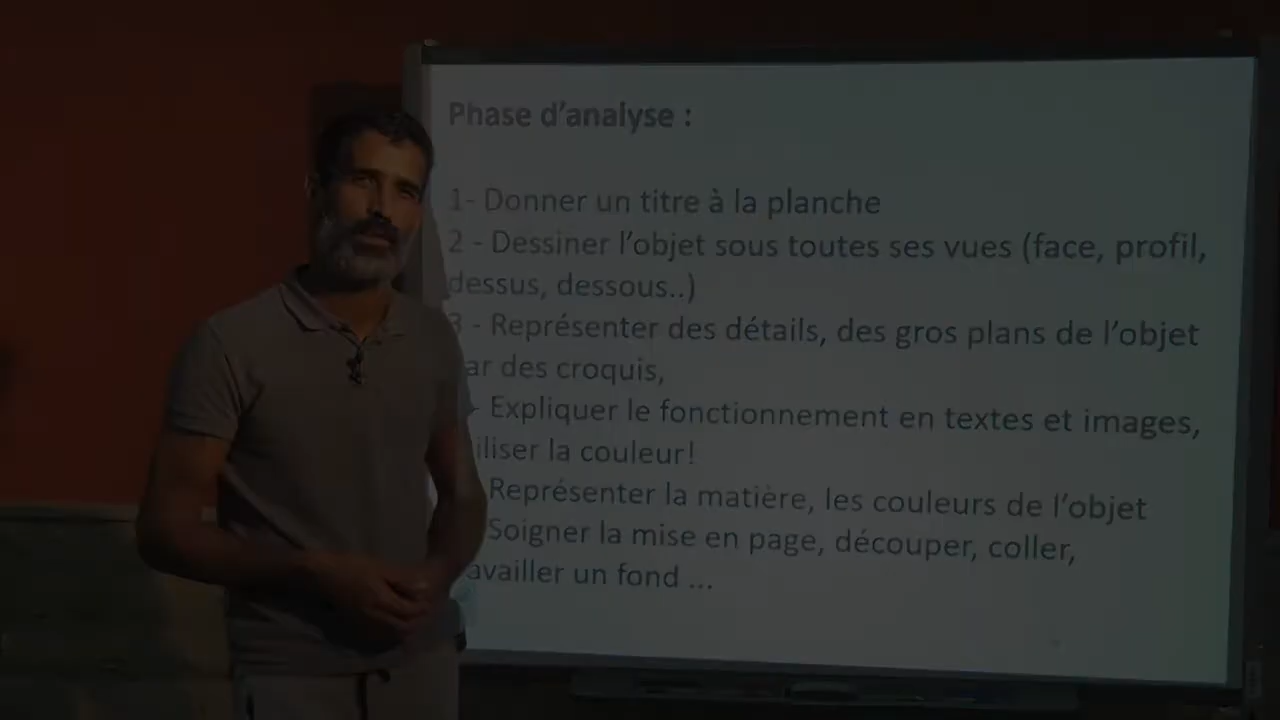 Phase d'analyse :
1- Donner un titre à la planche
2 - Dessiner l'objet sous toutes ses vues (face, profil,
dessus, dessous..)
3 - Représenter des détails, des gros plans de l'objet
des croquis,
Expliquer le fonctionnement en textes et images,
la couleur!
Représenter la matière, les couleurs de l'objet
Soigner la mise en page, découper, coller,
un fond ...